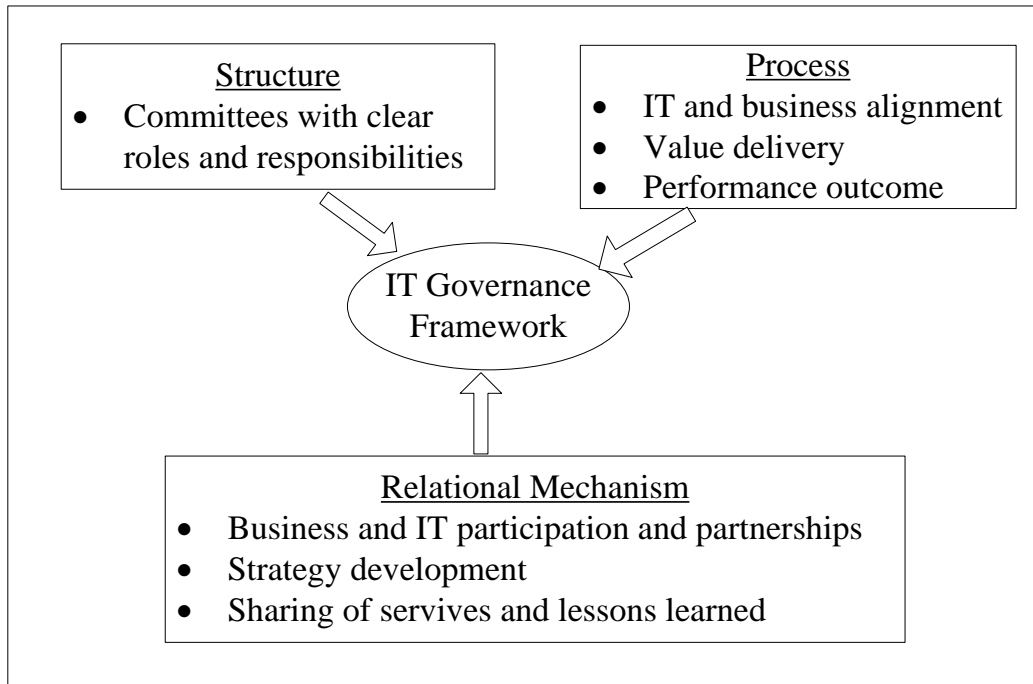 Structure
• Committees with clear
roles and responsibilities
Process
• IT and business alignment
• Value delivery
• Performance outcome
IT Governance
Framework
Relational Mechanism
• Business and IT participation and partnerships
• Strategy development
• Sharing of servives and lessons learned